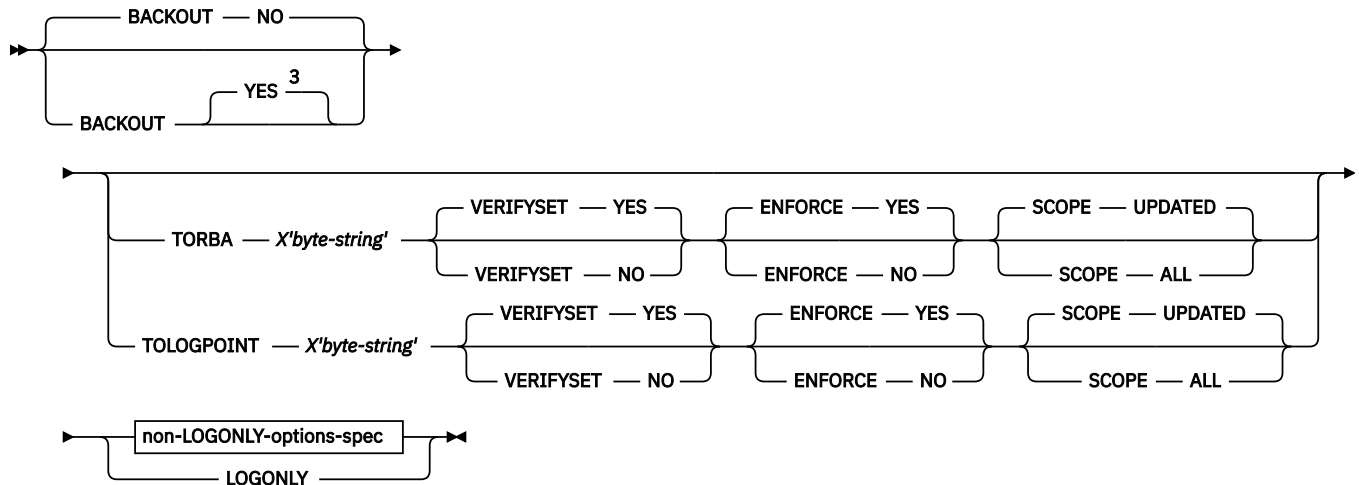 BACKOUT NO
3
YES
BACKOUT
VERIFYSET YES ENFORCE YES SCOPE UPDATED
TORBA X'byte-string'
VERIFYSET NO ENFORCE NO SCOPE ALL
VERIFYSET YES ENFORCE YES SCOPE UPDATED
TOLOGPOINT X'byte-string'
VERIFYSET NO ENFORCE NO SCOPE ALL
non-LOGONLY-options-spec
LOGONLY